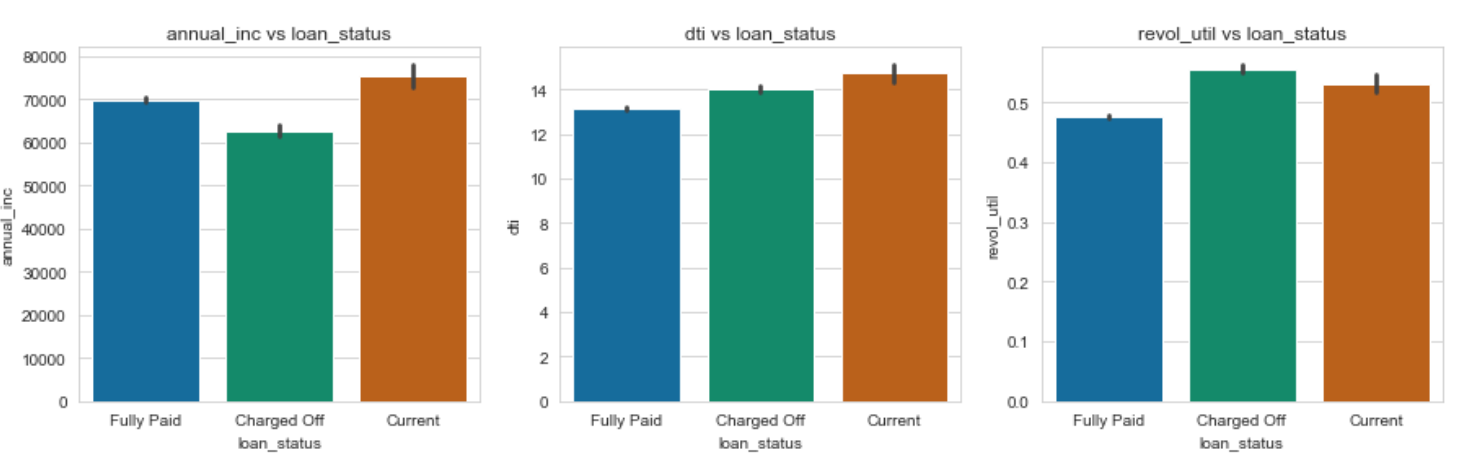 annual_inc vs loan_status
80000
70000
60000
50000
40000
30000
20000
10000
0
annual_inc
Fully Paid Charged Off Current
loan_status
dti vs loan_status
14
12
10
8
6
4
2
0
dti
Fully Paid Charged Off Current
loan_status
revol_util vs loan_status
0.5
0.4
0.3
0.2
0.1
0.0
revol_util
Fully Paid Charged Off Current
loan_status